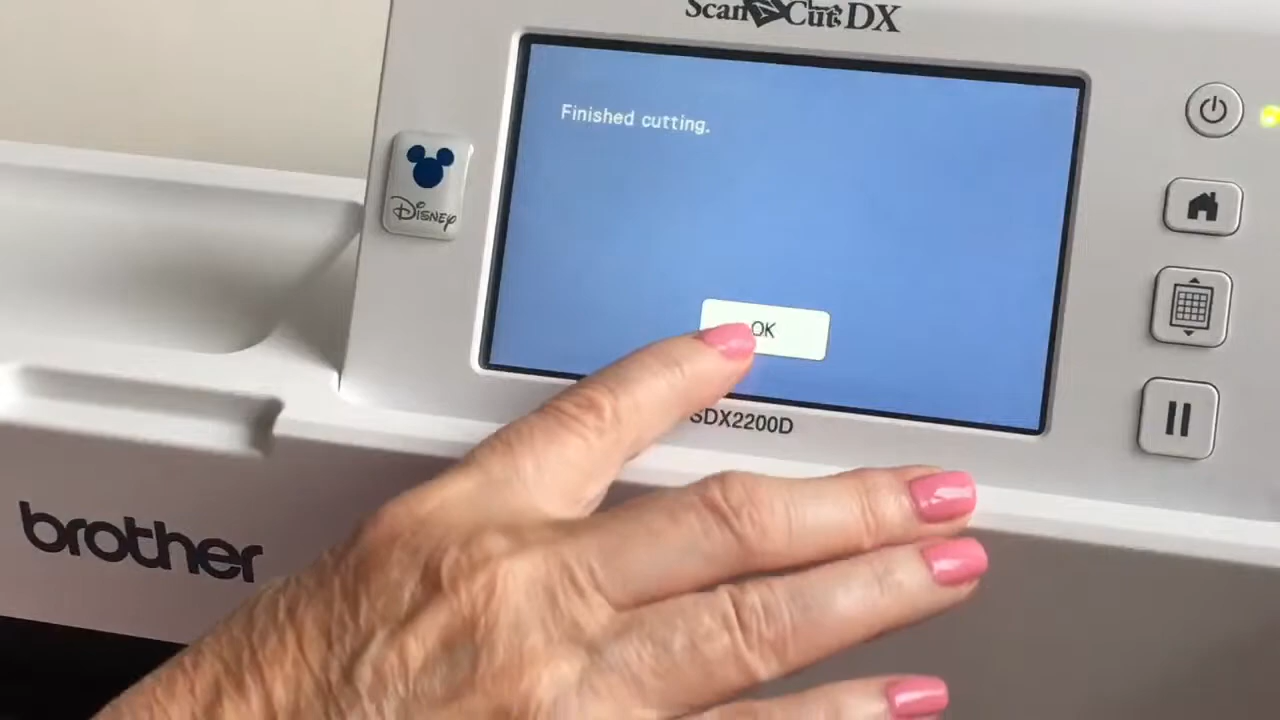 ScanNCut DX
Finished cutting.
Disney
OK
SDX2200D
brother